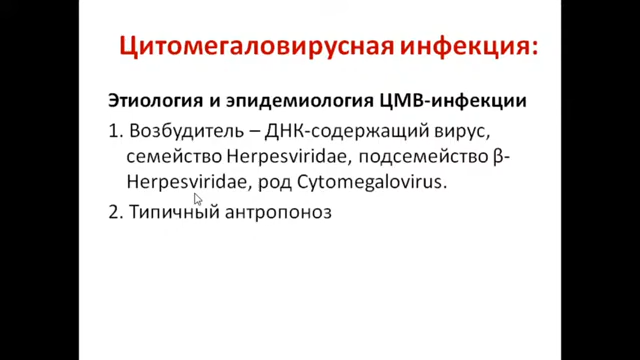 Цитомегаловирусная инфекция:
Этиология и эпидемиология ЦМВ-инфекции
1. Возбудитель – ДНК-содержащий вирус,
семейство Herpesviridae, подсемейство β-
Herpesviridae, род Cytomegalovirus.
2. Типичный антропоноз